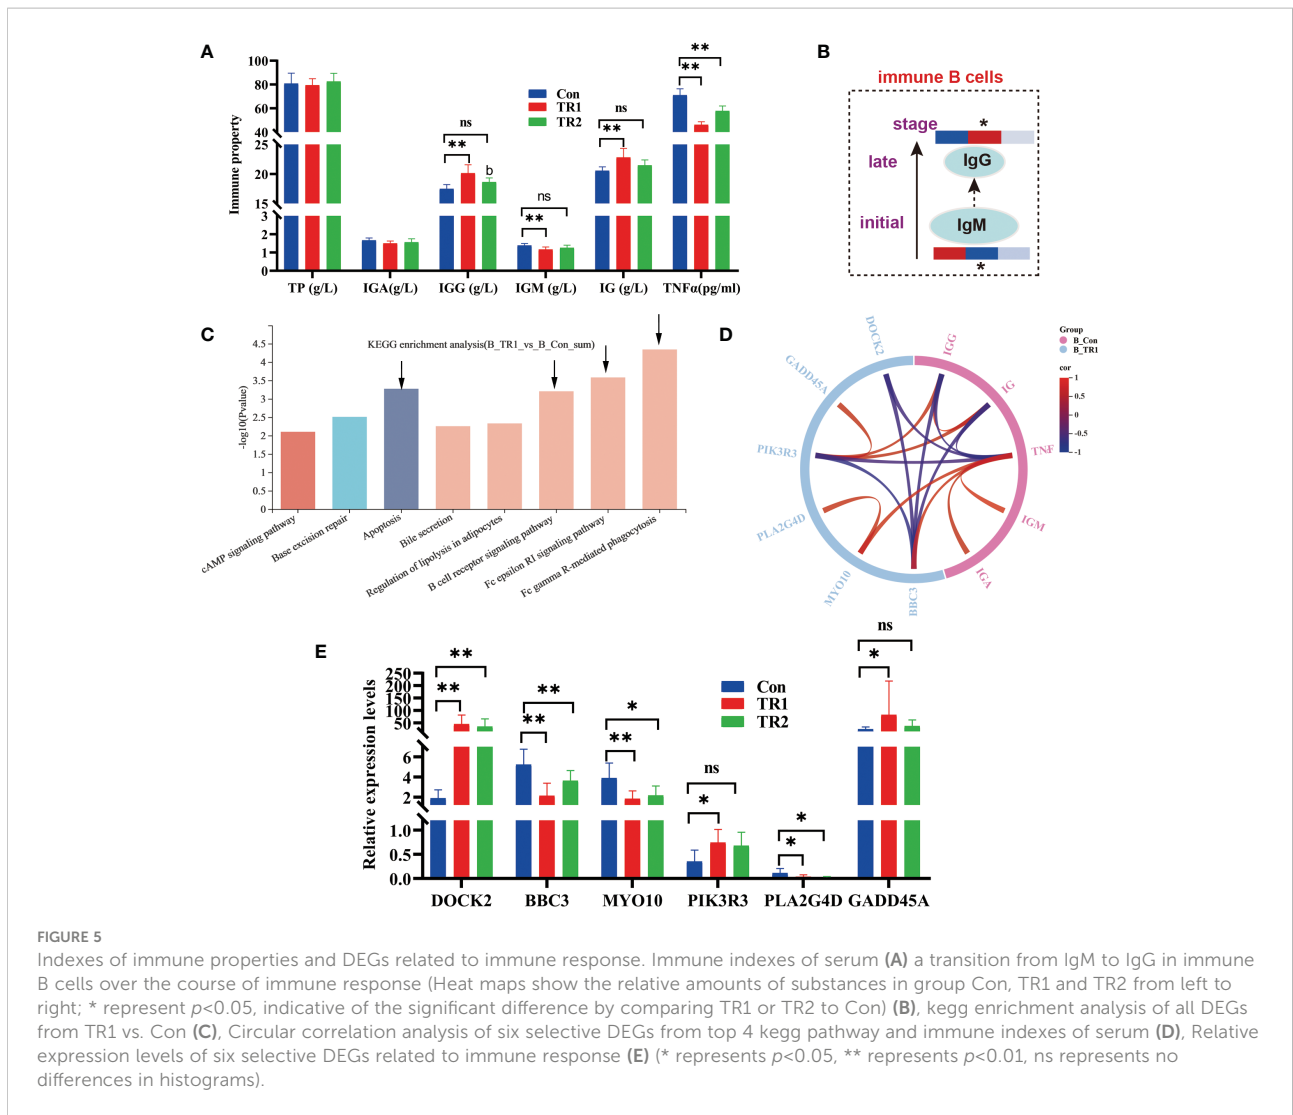 A
100
80
60
40
25
20
15
3
2
1
0
Immune property
Con
TR1
TR2
**
ns
b
**
ns
**
ns
**
**
TP (g/L)
IGA(g/L)
IGG (g/L)
IGM (g/L)
IG (g/L)
TNFα(pg/ml)
B
immune B cells
stage
*
late
IgG
initial
IgM
*
C
KEGG enrichment analysis(B_TR1_vs_B_Con_sum)
-log10(Pvalue)
4.5
4
3.5
3
2.5
2
1.5
1
0.5
0
cAMP signaling pathway
Base excision repair
Apoptosis
Bile secretion
Regulation of lipolysis in adipocytes
B cell receptor signaling pathway
Fc epsilon RI signaling pathway
Fc gamma R-mediated phagocytosis
D
DOCK2
IGG
GADD45A
IG
PIK3R3
TNF
PLA2G4D
IGM
MYO10
IGA
BBC3
Group
B_Con
B_TR1
cor
1
0.5
0
-0.5
-1
E
Relative expression levels
250
200
150
100
50
6
4
2
1.0
0.5
0.0
**
**
**
**
*
**
ns
*
*
*
ns
*
Con
TR1
TR2
DOCK2
BBC3
MYO10
PIK3R3
PLA2G4D
GADD45A
FIGURE 5
Indexes of immune properties and DEGs related to immune response. Immune indexes of serum (A) a transition from IgM to IgG in immune
B cells over the course of immune response (Heat maps show the relative amounts of substances in group Con, TR1 and TR2 from left to
right; * represent p<0.05, indicative of the significant difference by comparing TR1 or TR2 to Con) (B), kegg enrichment analysis of all DEGs
from TR1 vs. Con (C), Circular correlation analysis of six selective DEGs from top 4 kegg pathway and immune indexes of serum (D), Relative
expression levels of six selective DEGs related to immune response (E) (* represents p<0.05, ** represents p<0.01, ns represents no
differences in histograms).